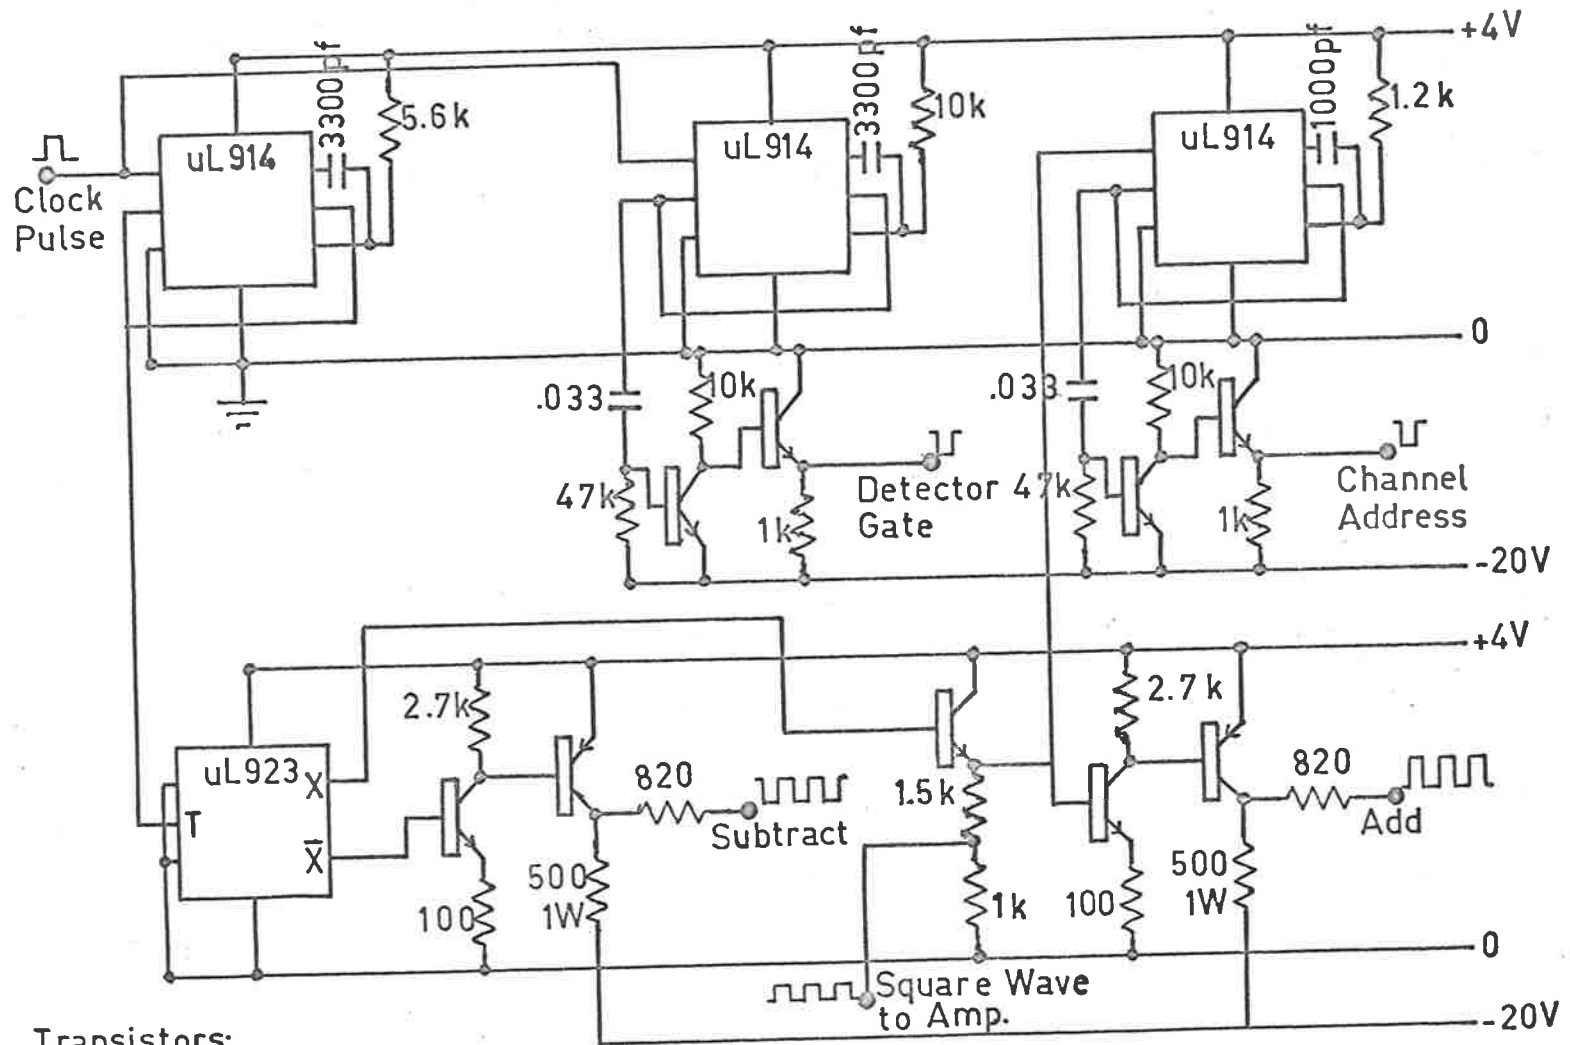 +4V
3300pf
5.6k
3300pf
10k
1000pf
1.2k
uL914
uL914
uL914
Clock
Pulse
0
.033
10k
.033
10k
47k
1k
Detector
Gate
47k
1k
Channel
Address
-20V
+4V
2.7k
2.7k
uL923
X
T
X̅
820
Subtract
1.5k
820
Add
100
500
1W
1k
100
500
1W
0
Square Wave
to Amp.
-20V
Transistors: